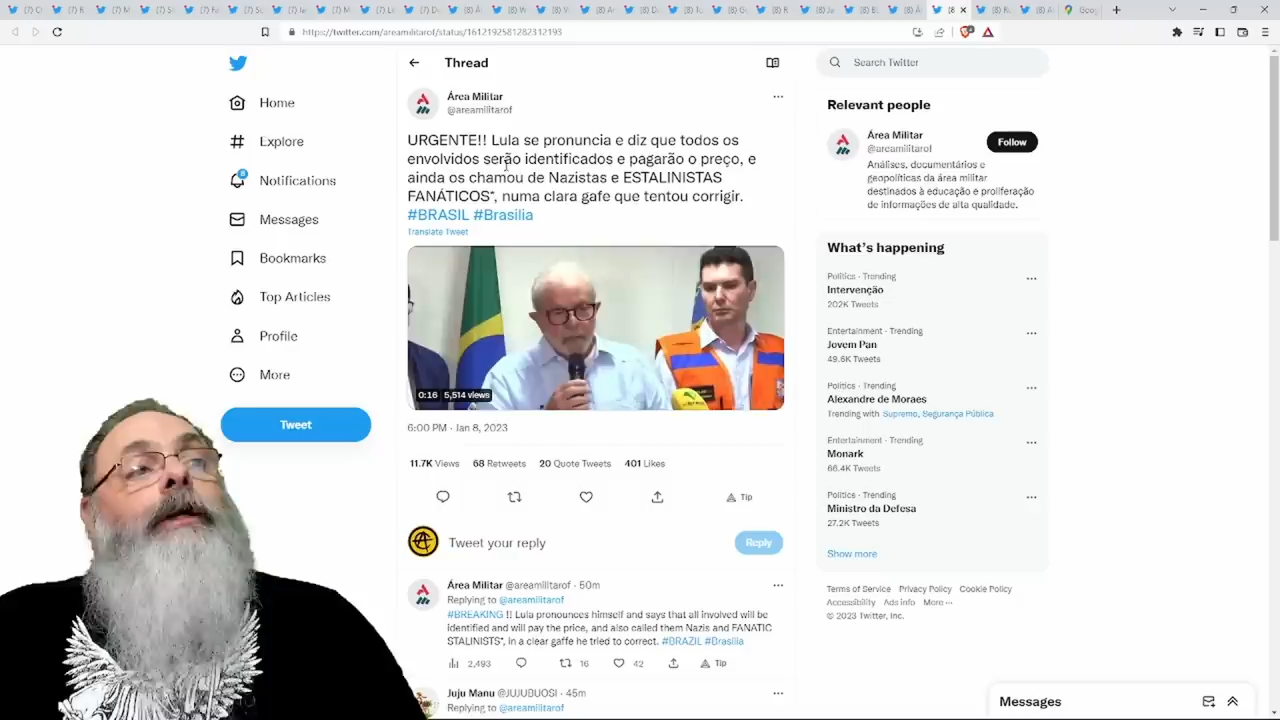 https://twitter.com/areamilitarof/status/1612192581282312193
Home
Explore
8
Notifications
Messages
Bookmarks
Top Articles
Profile
More
Tweet
Thread
Área Militar
@areamilitarof
URGENTE!! Lula se pronuncia e diz que todos os
envolvidos serão identificados e pagarão o preço, e
ainda os chamou de Nazistas e ESTALINISTAS
FANÁTICOS", numa clara gafe que tentou corrigir.
#BRASIL #Brasilia
Translate Tweet
0:16 5,514 views
6:00 PM · Jan 8, 2023
11.7K Views 68 Retweets 20 Quote Tweets 401 Likes
Tip
Tweet your reply
Reply
Área Militar @areamilitarof · 50m
Replying to @areamilitarof
#BREAKING !! Lula pronounces himself and says that all involved will be
identified and will pay the price, and also called them Nazis and FANATIC
STALINISTS", in a clear gaffe he tried to correct. #BRAZIL #Brasilia
2,493 16 42 Tip
Juju Manu @JUJUBUOSI · 45m
Replying to @areamilitarof
Search Twitter
Relevant people
Área Militar
@areamilitarof
Follow
Análises, documentários e
geopolíticas da área militar
destinados à educação e proliferação
de informações de alta qualidade.
What's happening
Politics · Trending
Intervenção
202K Tweets
Entertainment · Trending
Jovem Pan
49.6K Tweets
Politics · Trending
Alexandre de Moraes
Trending with Supremo, Segurança Pública
Entertainment · Trending
Monark
66.4K Tweets
Politics · Trending
Ministro da Defesa
27.2K Tweets
Show more
Terms of Service Privacy Policy Cookie Policy
Accessibility Ads info More ···
© 2023 Twitter, Inc.
Messages